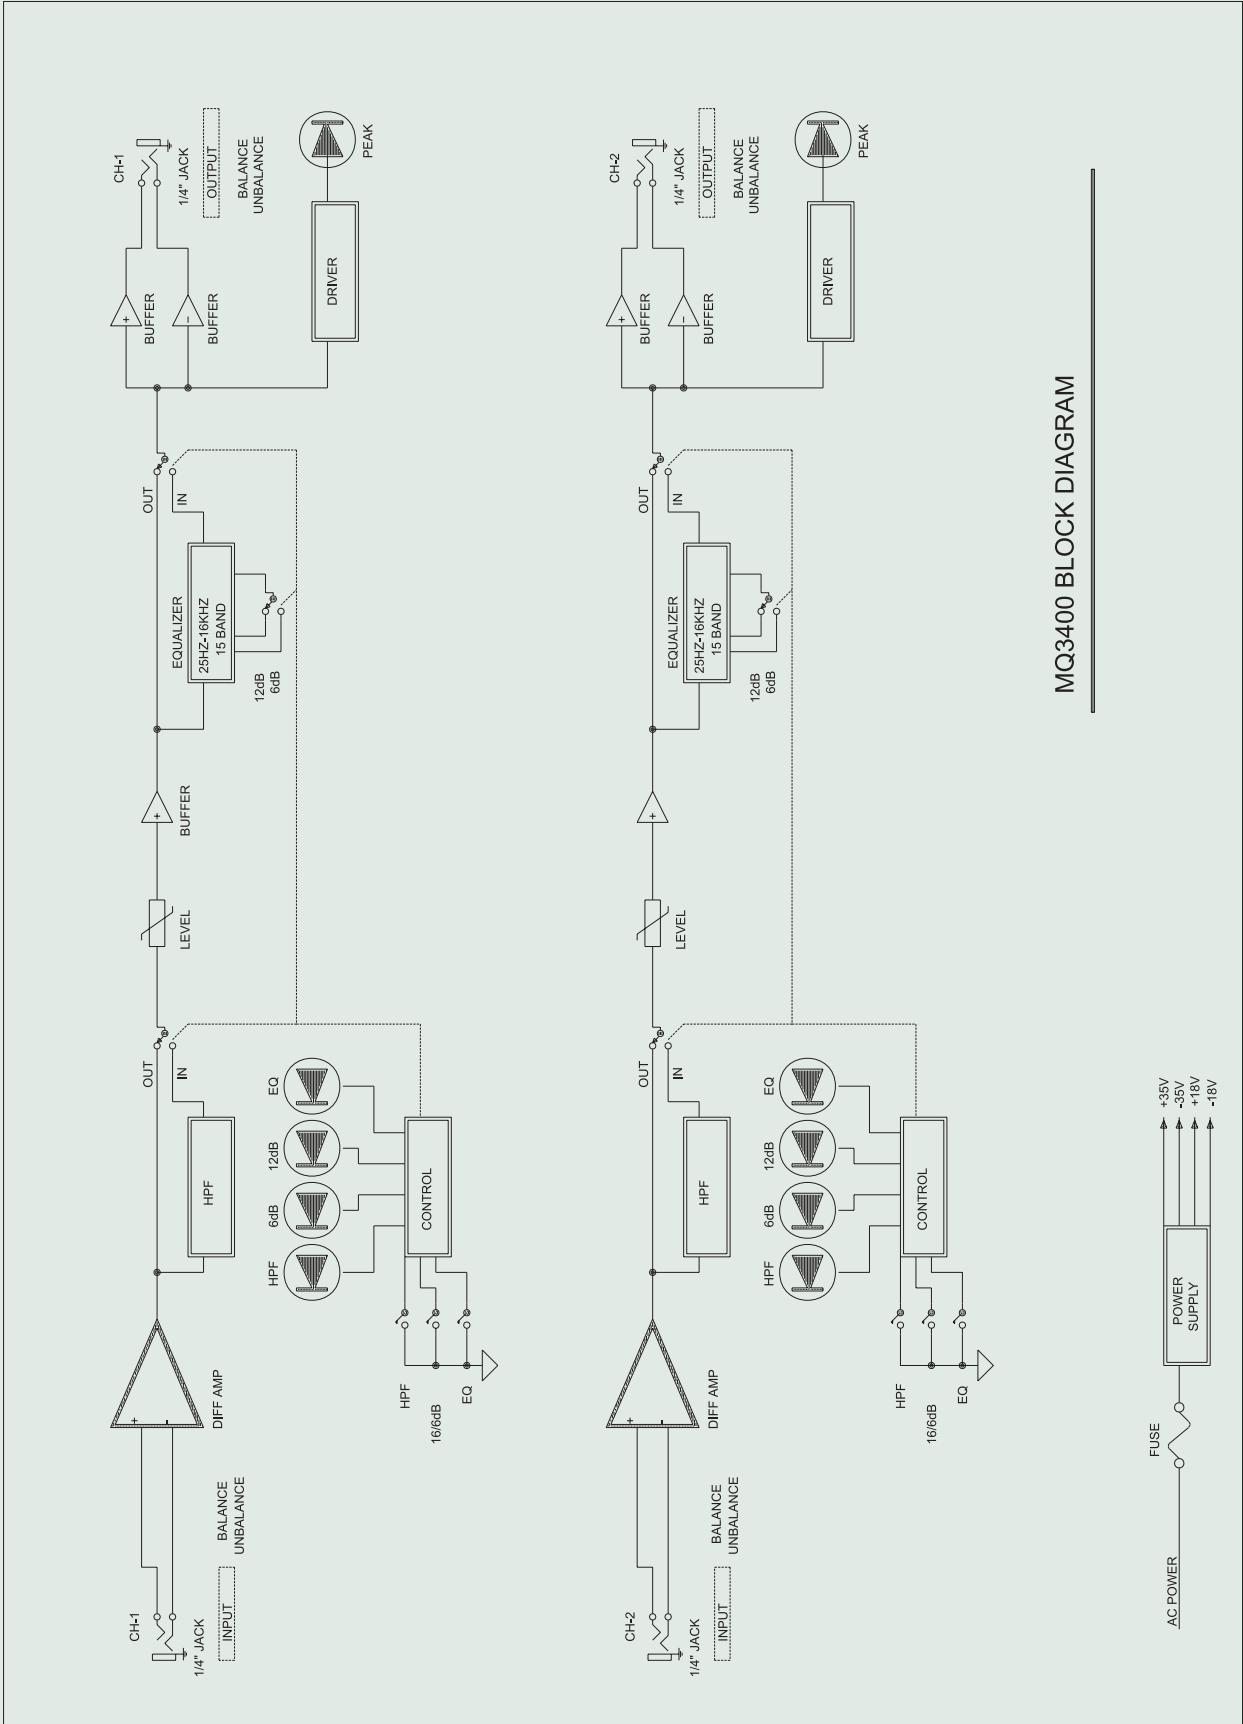 CH-1
1/4" JACK
INPUT
BALANCE
UNBALANCE
+
-
DIFF AMP
HPF
OUT
IN
LEVEL
+
BUFFER
EQUALIZER
25HZ-16KHZ
15 BAND
12dB
6dB
OUT
IN
+
BUFFER
-
BUFFER
CH-1
1/4" JACK
OUTPUT
BALANCE
UNBALANCE
DRIVER
PEAK
HPF
6dB
12dB
EQ
CONTROL
HPF
16/6dB
EQ
CH-2
1/4" JACK
INPUT
BALANCE
UNBALANCE
+
-
DIFF AMP
HPF
OUT
IN
LEVEL
+
EQUALIZER
25HZ-16KHZ
15 BAND
12dB
6dB
OUT
IN
+
BUFFER
-
BUFFER
CH-2
1/4" JACK
OUTPUT
BALANCE
UNBALANCE
DRIVER
PEAK
HPF
6dB
12dB
EQ
CONTROL
HPF
16/6dB
EQ
MQ3400 BLOCK DIAGRAM
AC POWER
FUSE
POWER
SUPPLY
+35V
-35V
+18V
-18V